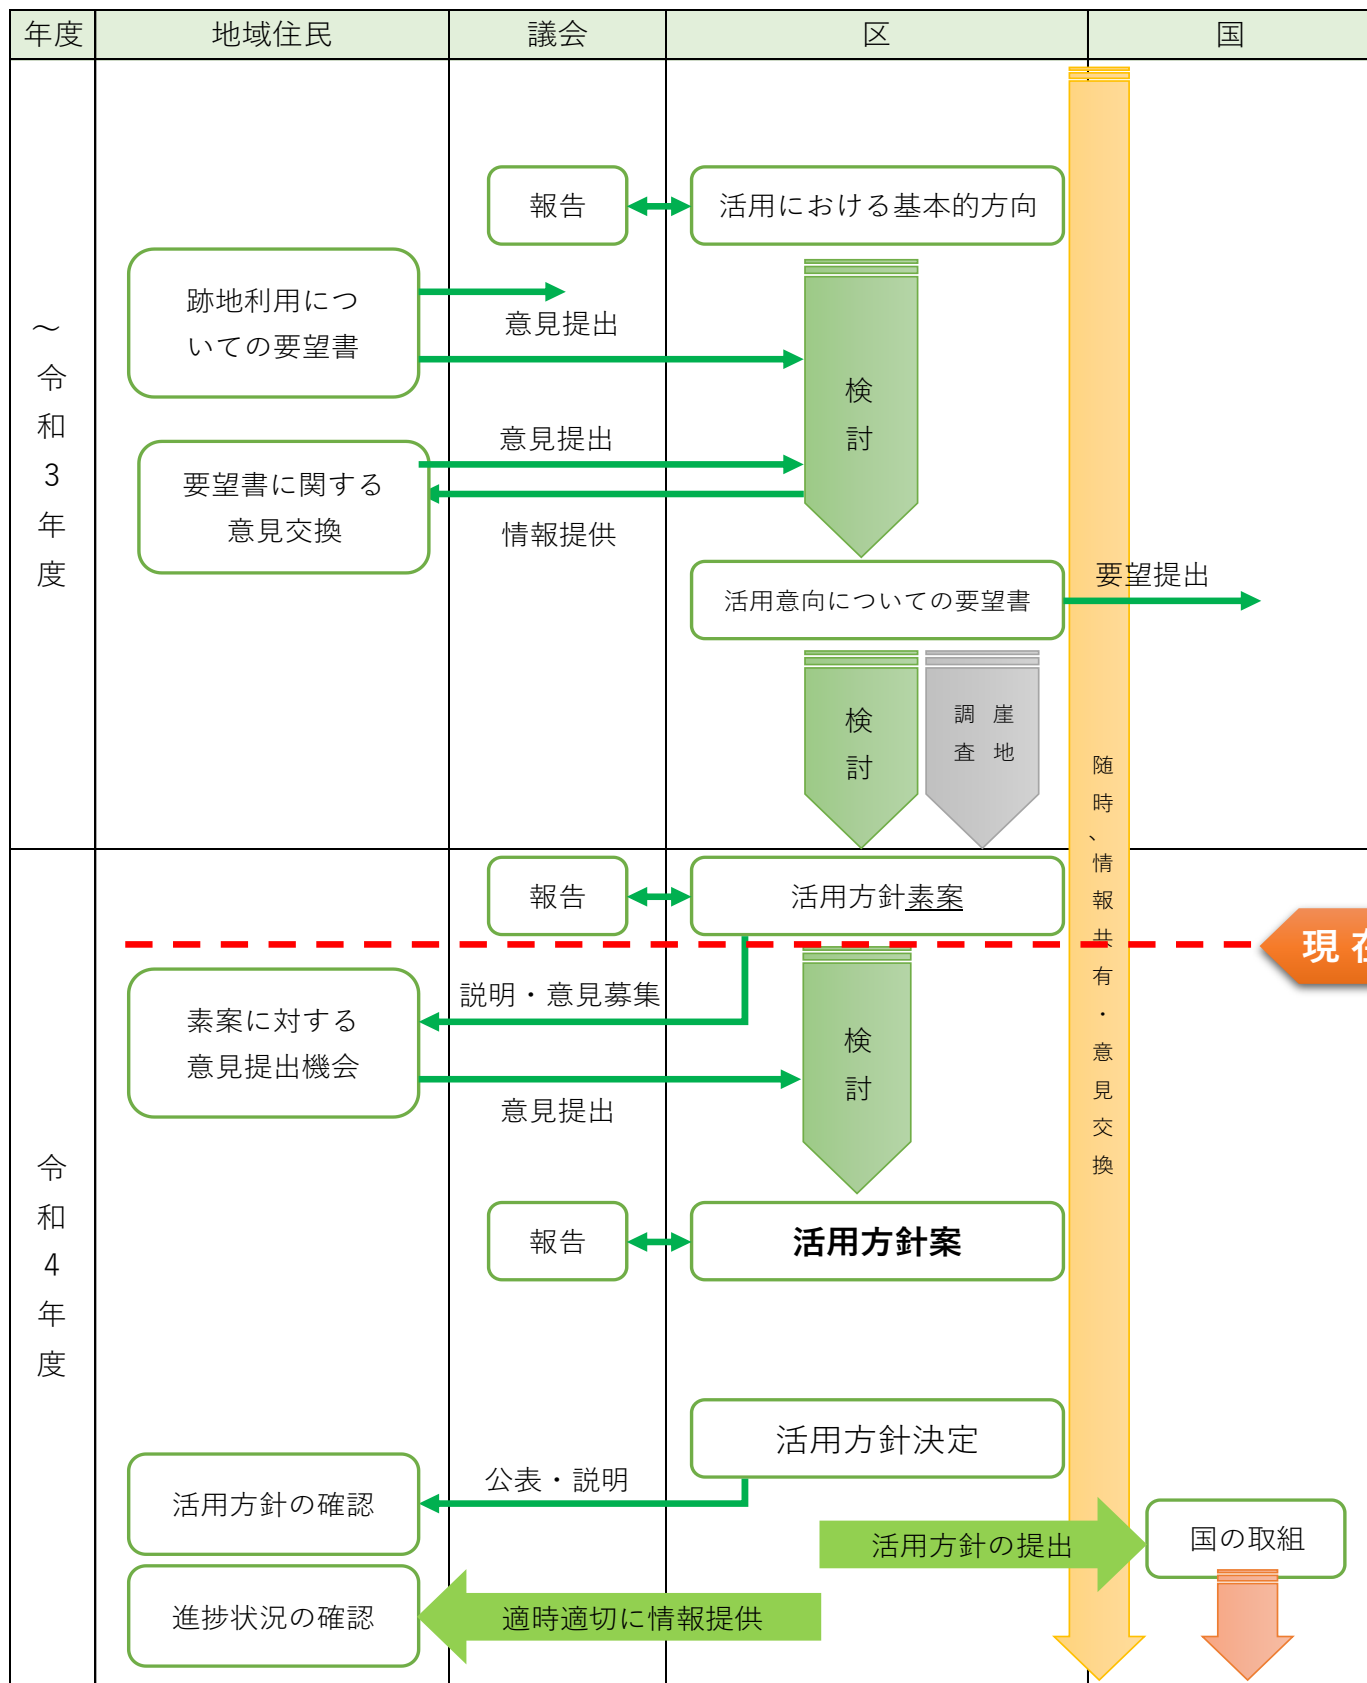 年度 地域住民 議会 区 国
～令和3年度
報告 活用における基本的方向
跡地利用につ
いての要望書
意見提出
検討
意見提出
要望書に関する
意見交換
情報提供
要望提出
活用意向についての要望書
検討
崖地
調査
随時、情報共有・意見交換
令和4年度
報告 活用方針素案
現在
説明・意見募集
素案に対する
意見提出機会
検討
意見提出
報告 活用方針案
活用方針決定
公表・説明
活用方針の確認
活用方針の提出 国の取組
進捗状況の確認 適時適切に情報提供